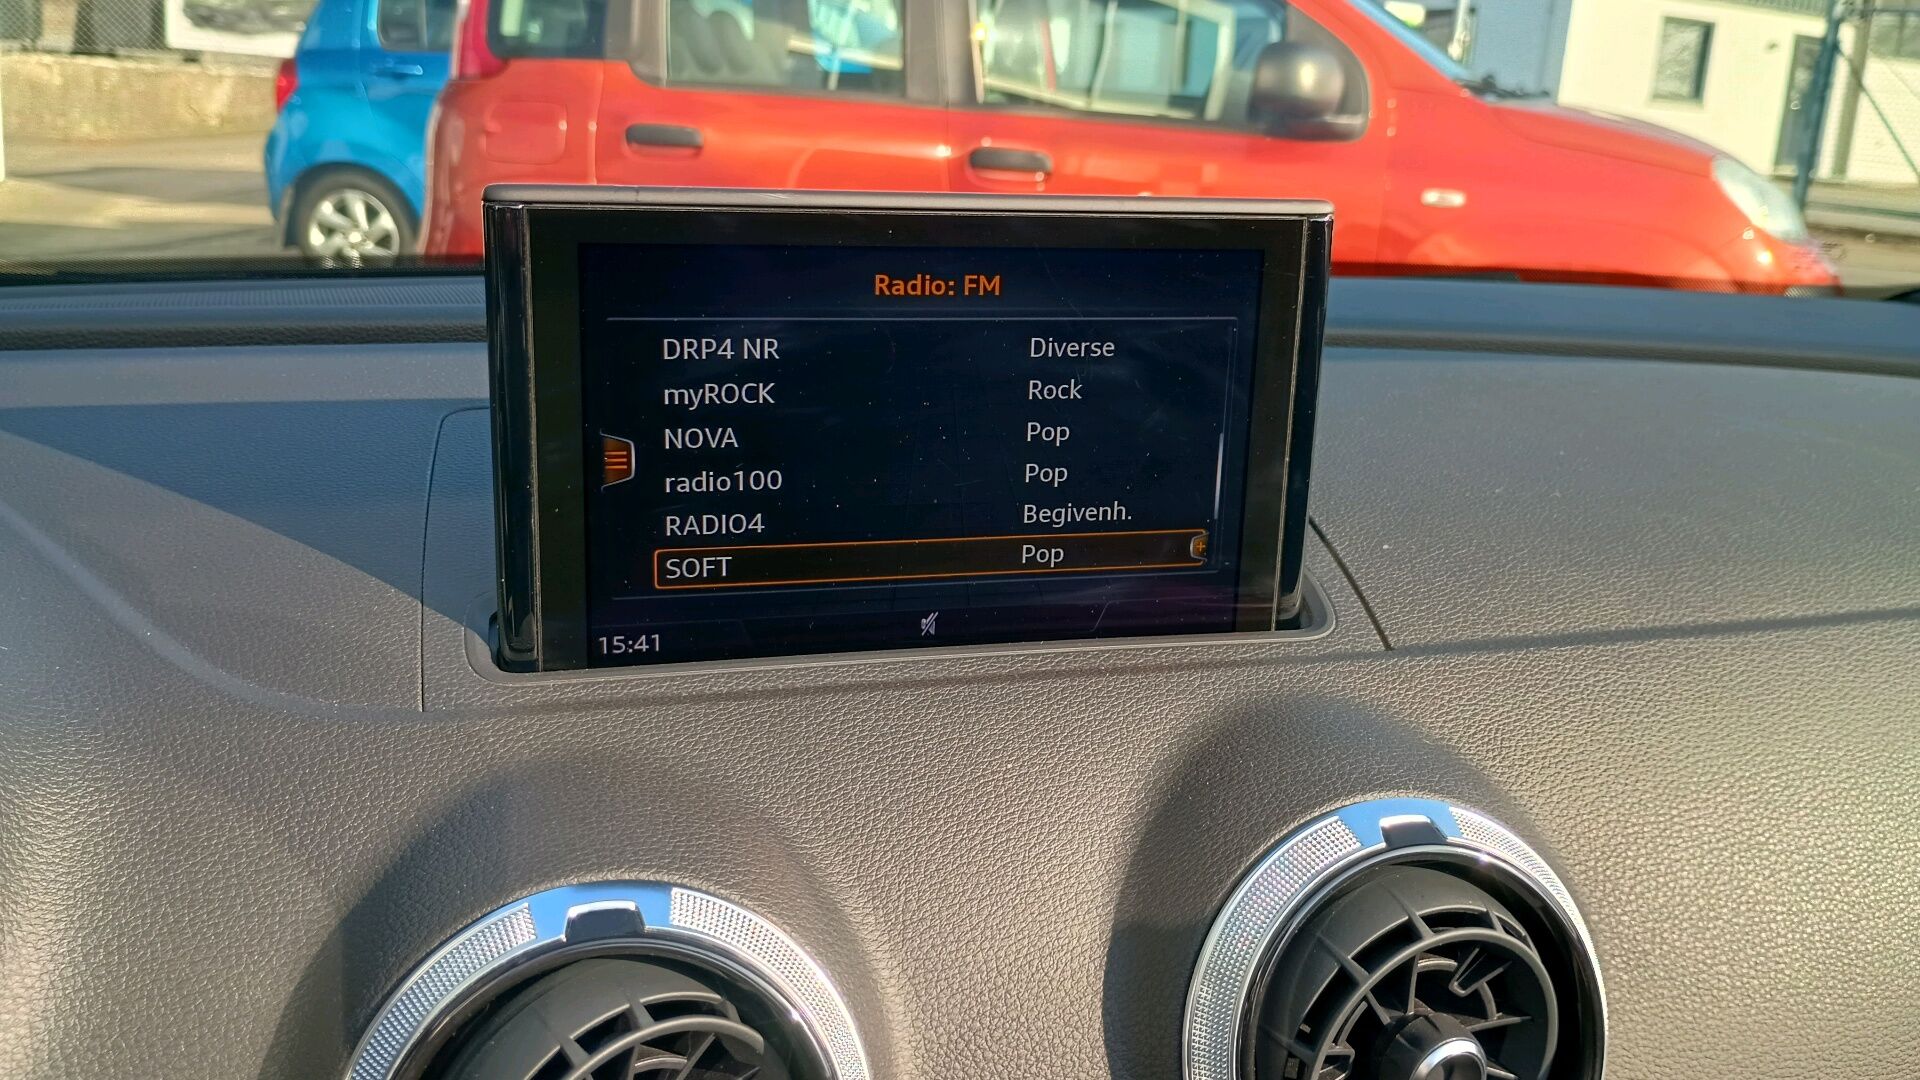 Radio: FM
DRP4 NR Diverse
myROCK Rock
NOVA Pop
radio100 Pop
RADIO4 Begivenh.
SOFT Pop
15:41